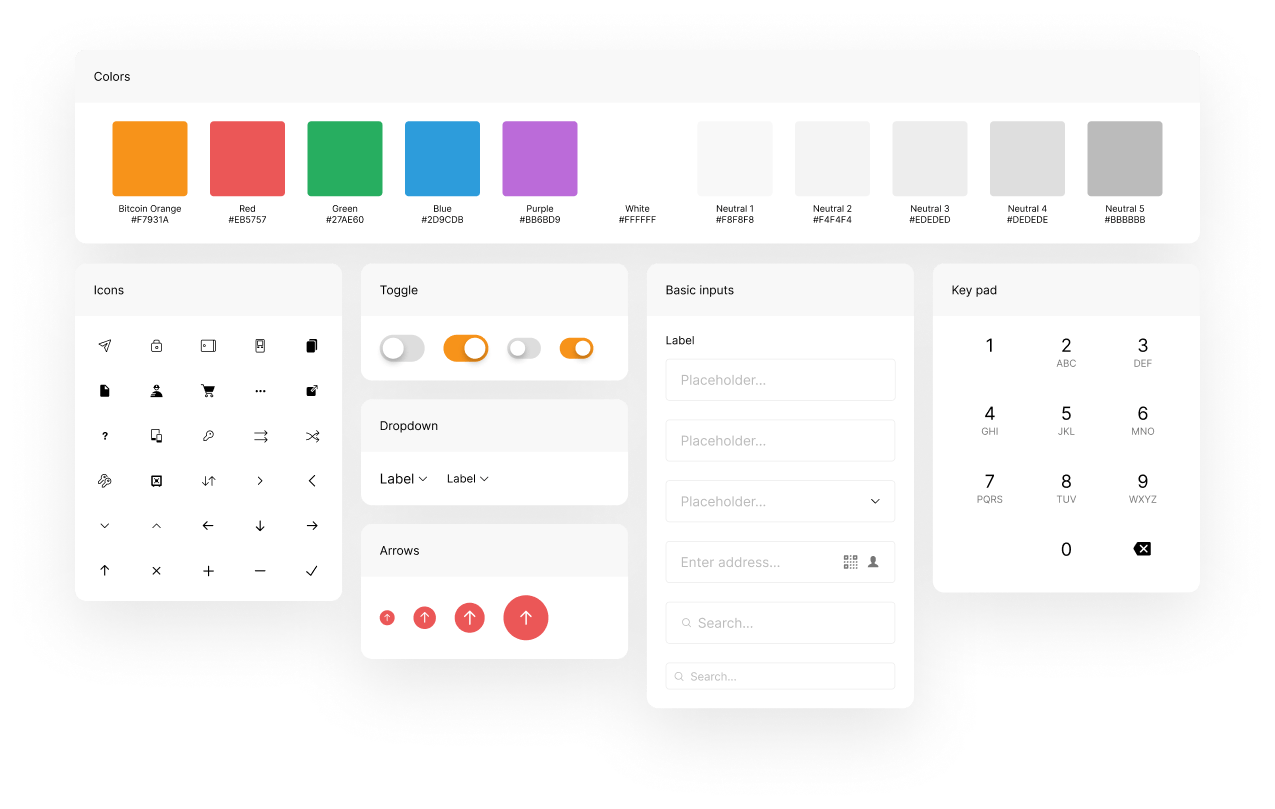 Colors
Bitcoin Orange
#F7931A
Red
#EB5757
Green
#27AE60
Blue
#2D9CDB
Purple
#BB6BD9
White
#FFFFFF
Neutral 1
#F8F8F8
Neutral 2
#F4F4F4
Neutral 3
#EDEDED
Neutral 4
#DEDEDE
Neutral 5
#BBBBBB
Icons
?
Toggle
Dropdown
Label
Label
Arrows
Basic inputs
Label
Placeholder...
Placeholder...
Placeholder...
Enter address...
Search...
Search...
Key pad
1 2 3
ABC DEF
4 5 6
GHI JKL MNO
7 8 9
PQRS TUV WXYZ
0